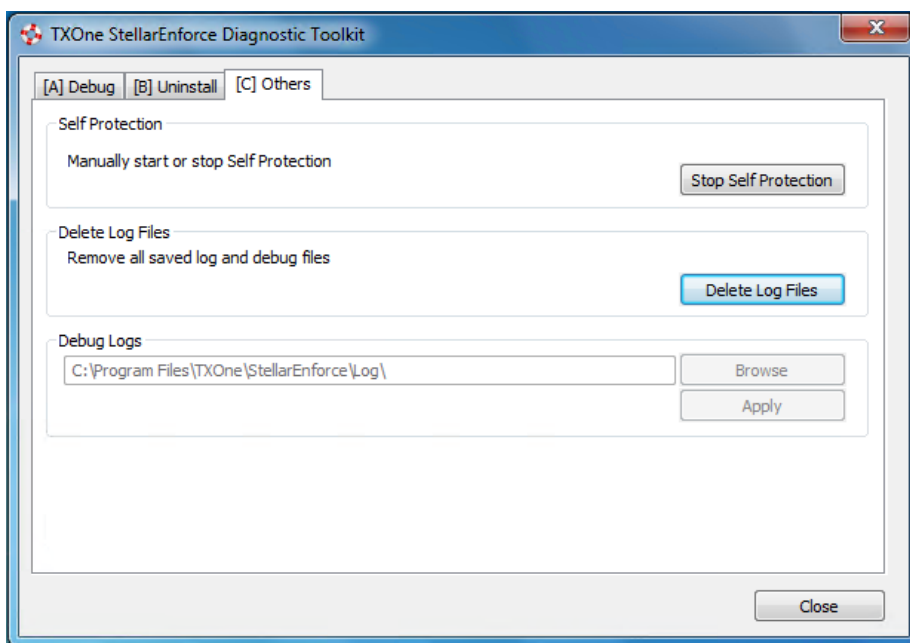 TXOne StellarEnforce Diagnostic Toolkit
X
[A] Debug [B] Uninstall [C] Others
Self Protection
Manually start or stop Self Protection
Stop Self Protection
Delete Log Files
Remove all saved log and debug files
Delete Log Files
Debug Logs
C:\Program Files\TXOne\StellarEnforce\Log\ Browse
Apply
Close